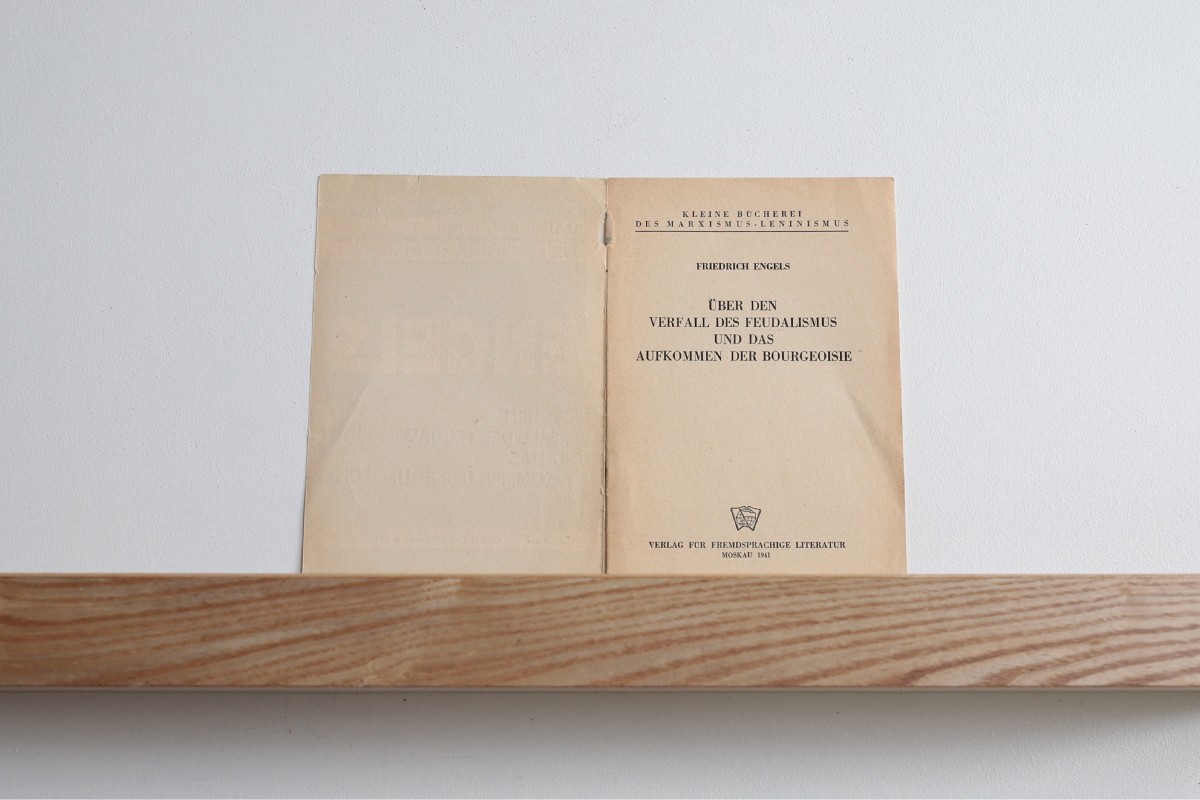 KLEINE BÜCHEREI
DES MARXISMUS-LENINISMUS
FRIEDRICH ENGELS
ÜBER DEN
VERFALL DES FEUDALISMUS
UND DAS
AUFKOMMEN DER BOURGEOISIE
VERLAG FÜR FREMDSPRACHIGE LITERATUR
MOSKAU 1941